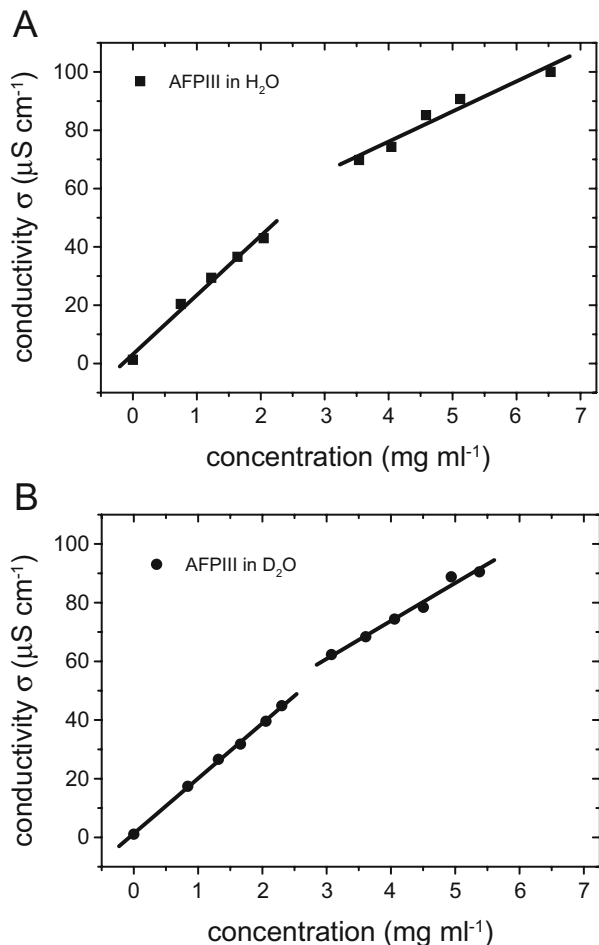 A
AFPIII in H₂O
100
80
60
40
20
0
conductivity σ (μS cm⁻¹)
0 1 2 3 4 5 6 7
concentration (mg ml⁻¹)
B
AFPIII in D₂O
100
80
60
40
20
0
conductivity σ (μS cm⁻¹)
0 1 2 3 4 5 6 7
concentration (mg ml⁻¹)